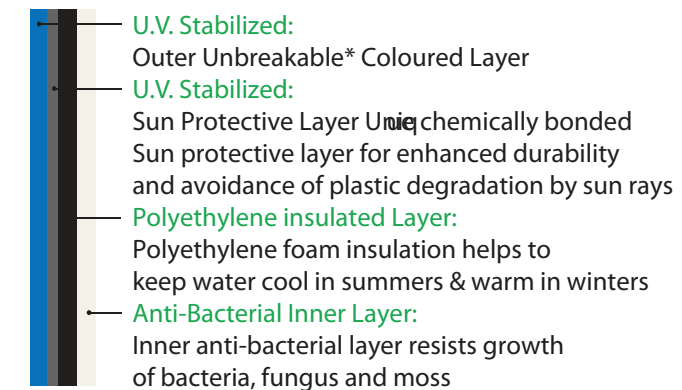 U.V. Stabilized:
Outer Unbreakable* Coloured Layer
U.V. Stabilized:
Sun Protective Layer Uniqe chemically bonded
Sun protective layer for enhanced durability
and avoidance of plastic degradation by sun rays
Polyethylene insulated Layer:
Polyethylene foam insulation helps to
keep water cool in summers & warm in winters
Anti-Bacterial Inner Layer:
Inner anti-bacterial layer resists growth
of bacteria, fungus and moss